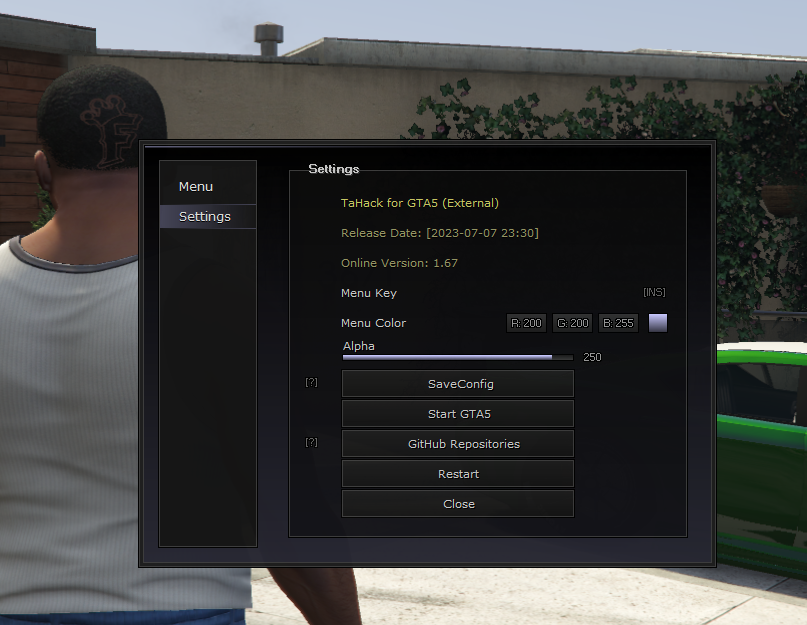 Menu
Settings
Settings
TaHack for GTA5 (External)
Release Date: [2023-07-07 23:30]
Online Version: 1.67
Menu Key [INS]
Menu Color R: 200 G: 200 B: 255
Alpha
250
[?] SaveConfig
Start GTA5
[?] GitHub Repositories
Restart
Close
F